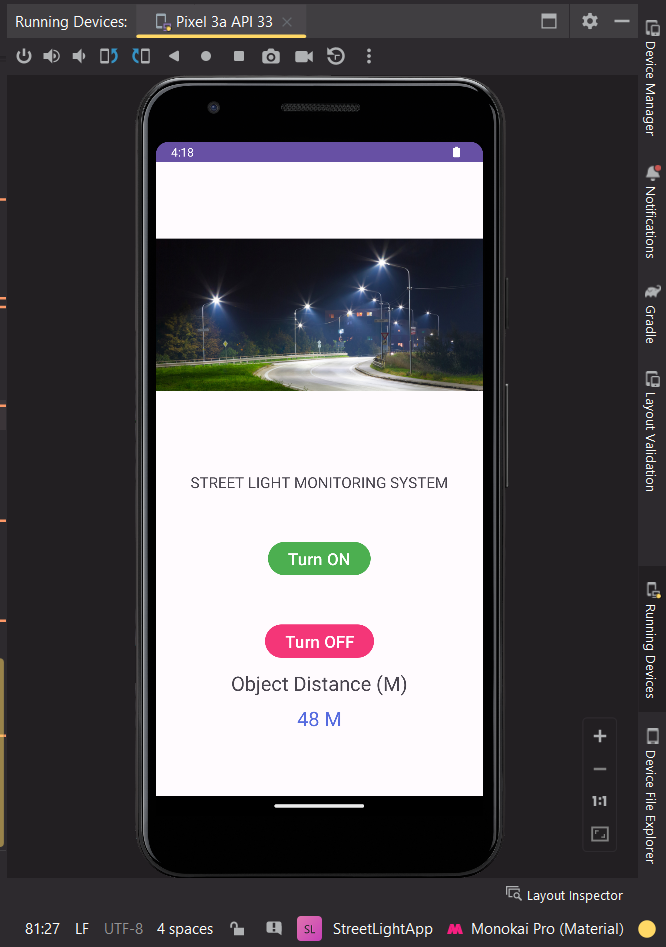 Running Devices: Pixel 3a API 33
4:18
STREET LIGHT MONITORING SYSTEM
Turn ON
Turn OFF
Object Distance (M)
48 M
1:1
Device Manager
Notifications
Gradle
Layout Validation
Running Devices
Device File Explorer
Layout Inspector
81:27 LF UTF-8 4 spaces SL StreetLightApp Monokai Pro (Material)